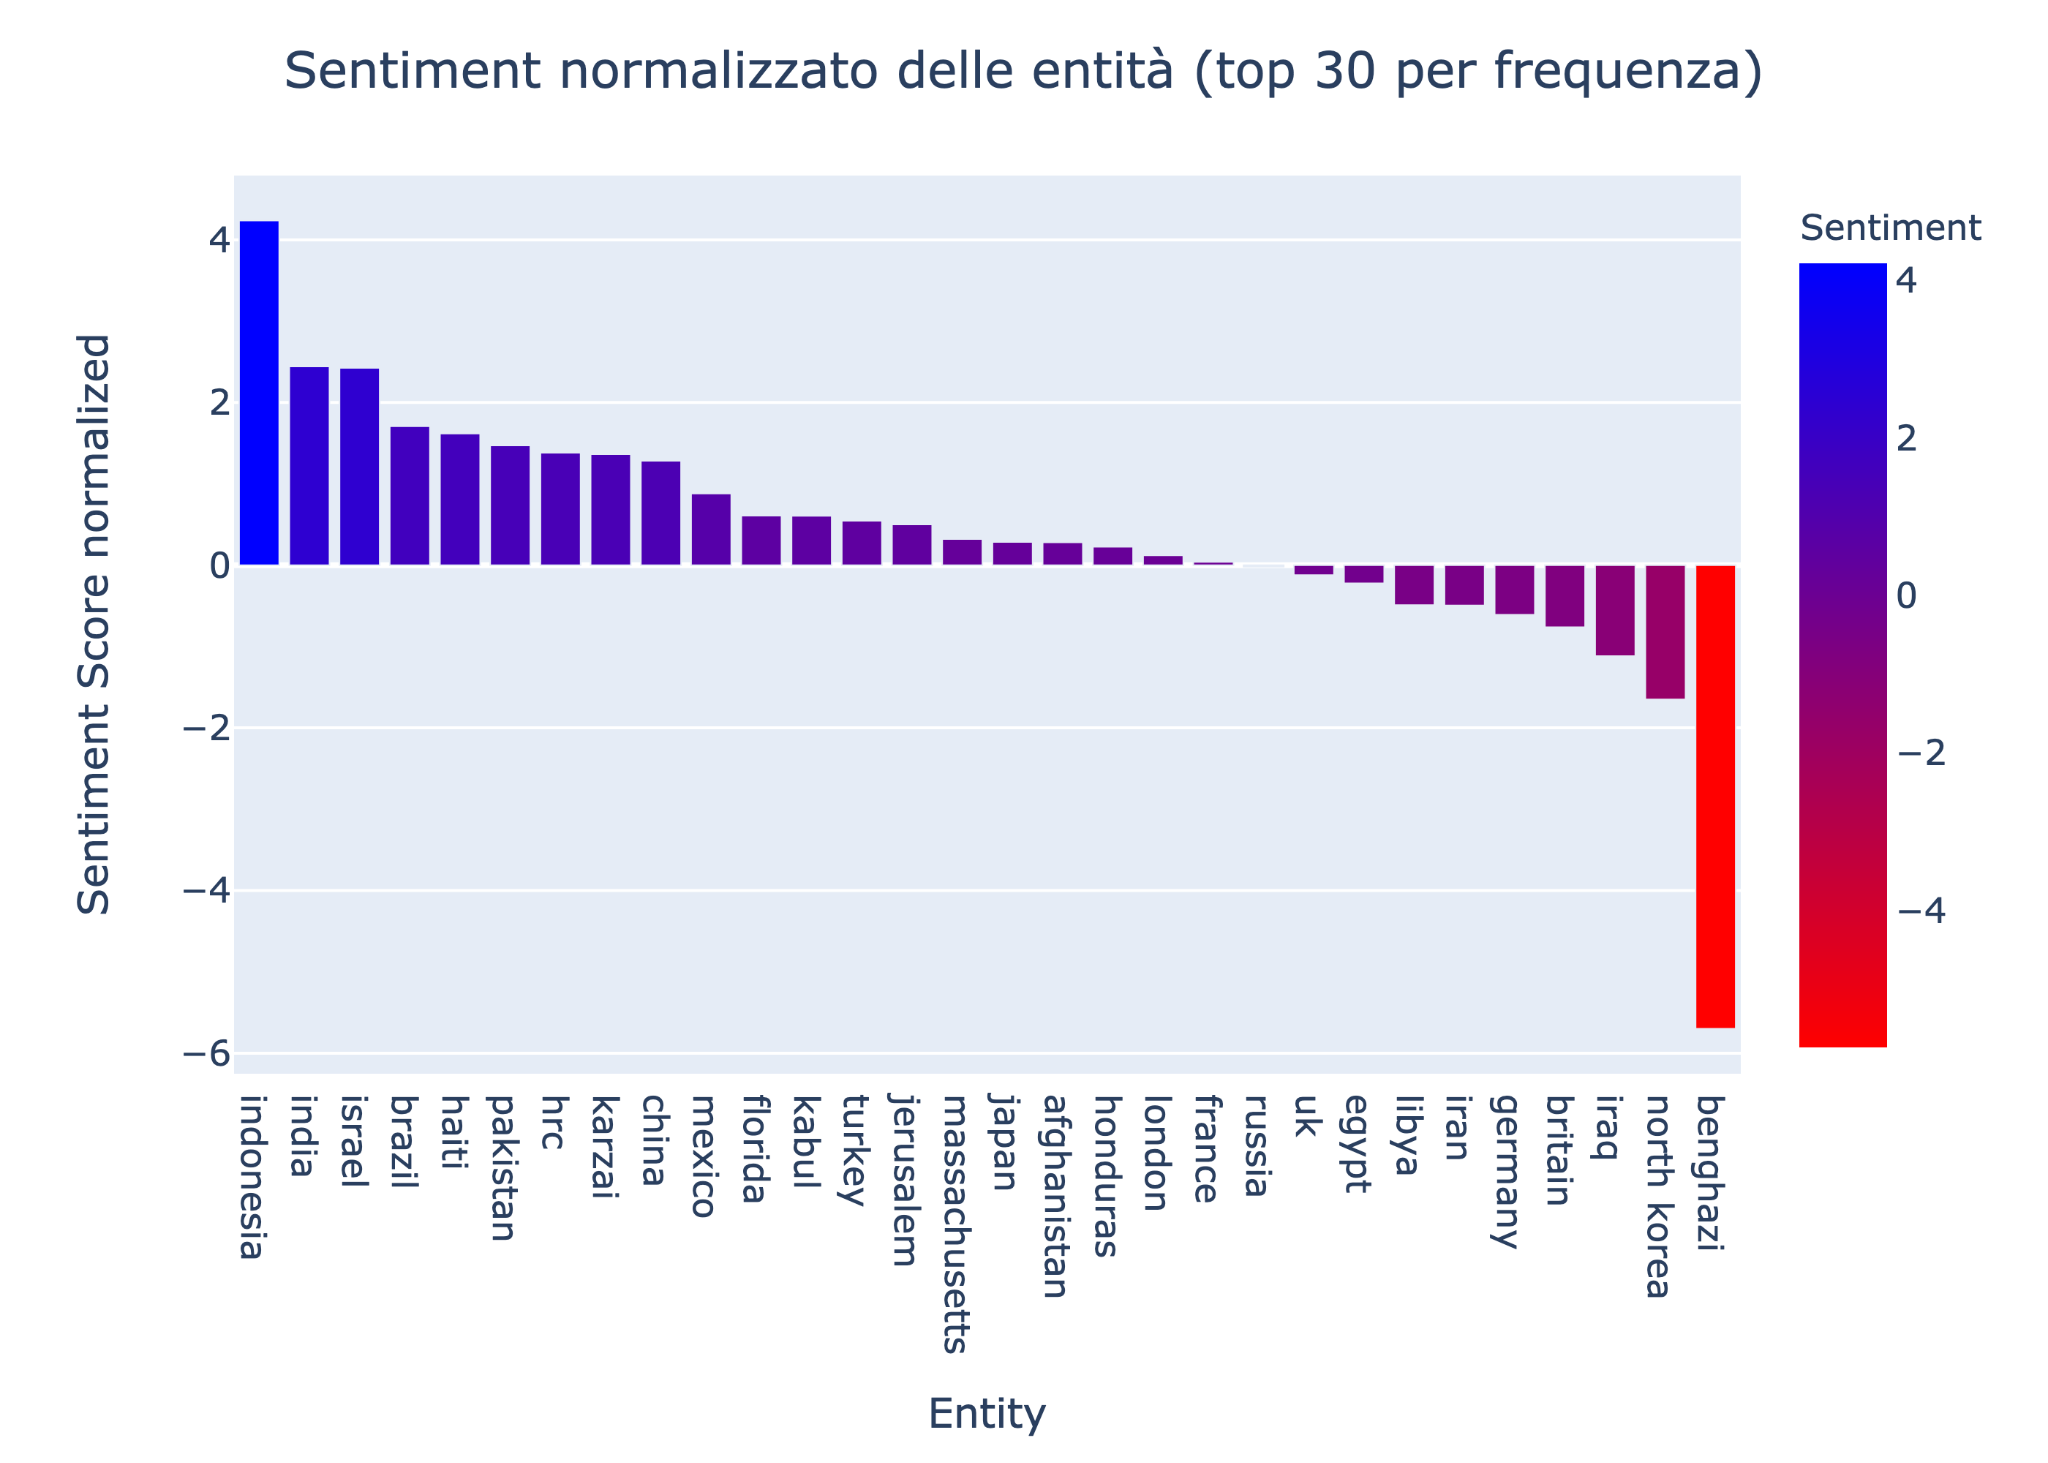 Sentiment normalizzato delle entità (top 30 per frequenza)
Sentiment Score normalized
4
2
0
−2
−4
−6
indonesia
india
israel
brazil
haiti
pakistan
hrc
karzai
china
mexico
florida
kabul
turkey
jerusalem
massachusetts
japan
afghanistan
honduras
london
france
russia
uk
egypt
libya
iran
germany
britain
iraq
north korea
benghazi
Entity
Sentiment
4
2
0
−2
−4